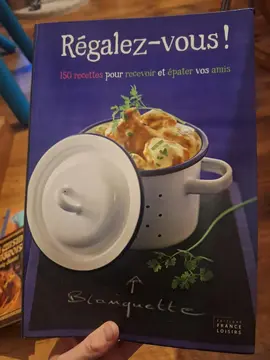 Régalez-vous !
150 recettes pour recevoir et épater vos amis
Blanquette
EDITIONS
FRANCE
LOISIRS